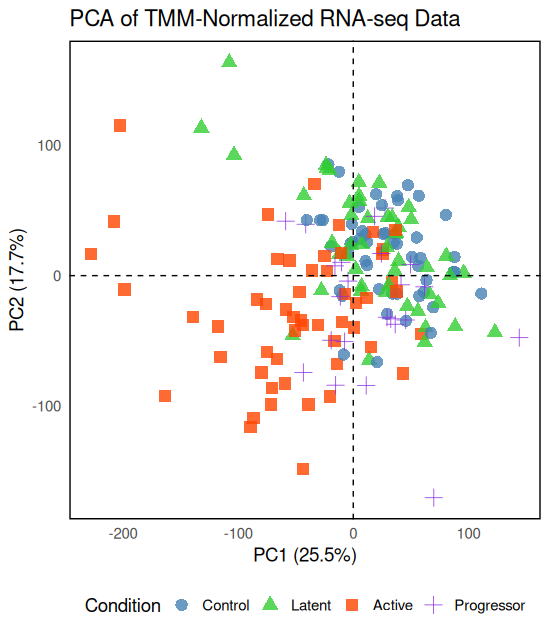 PCA of TMM-Normalized RNA-seq Data
100
0
-100
PC2 (17.7%)
-200 -100 0 100
PC1 (25.5%)
Condition Control Latent Active Progressor